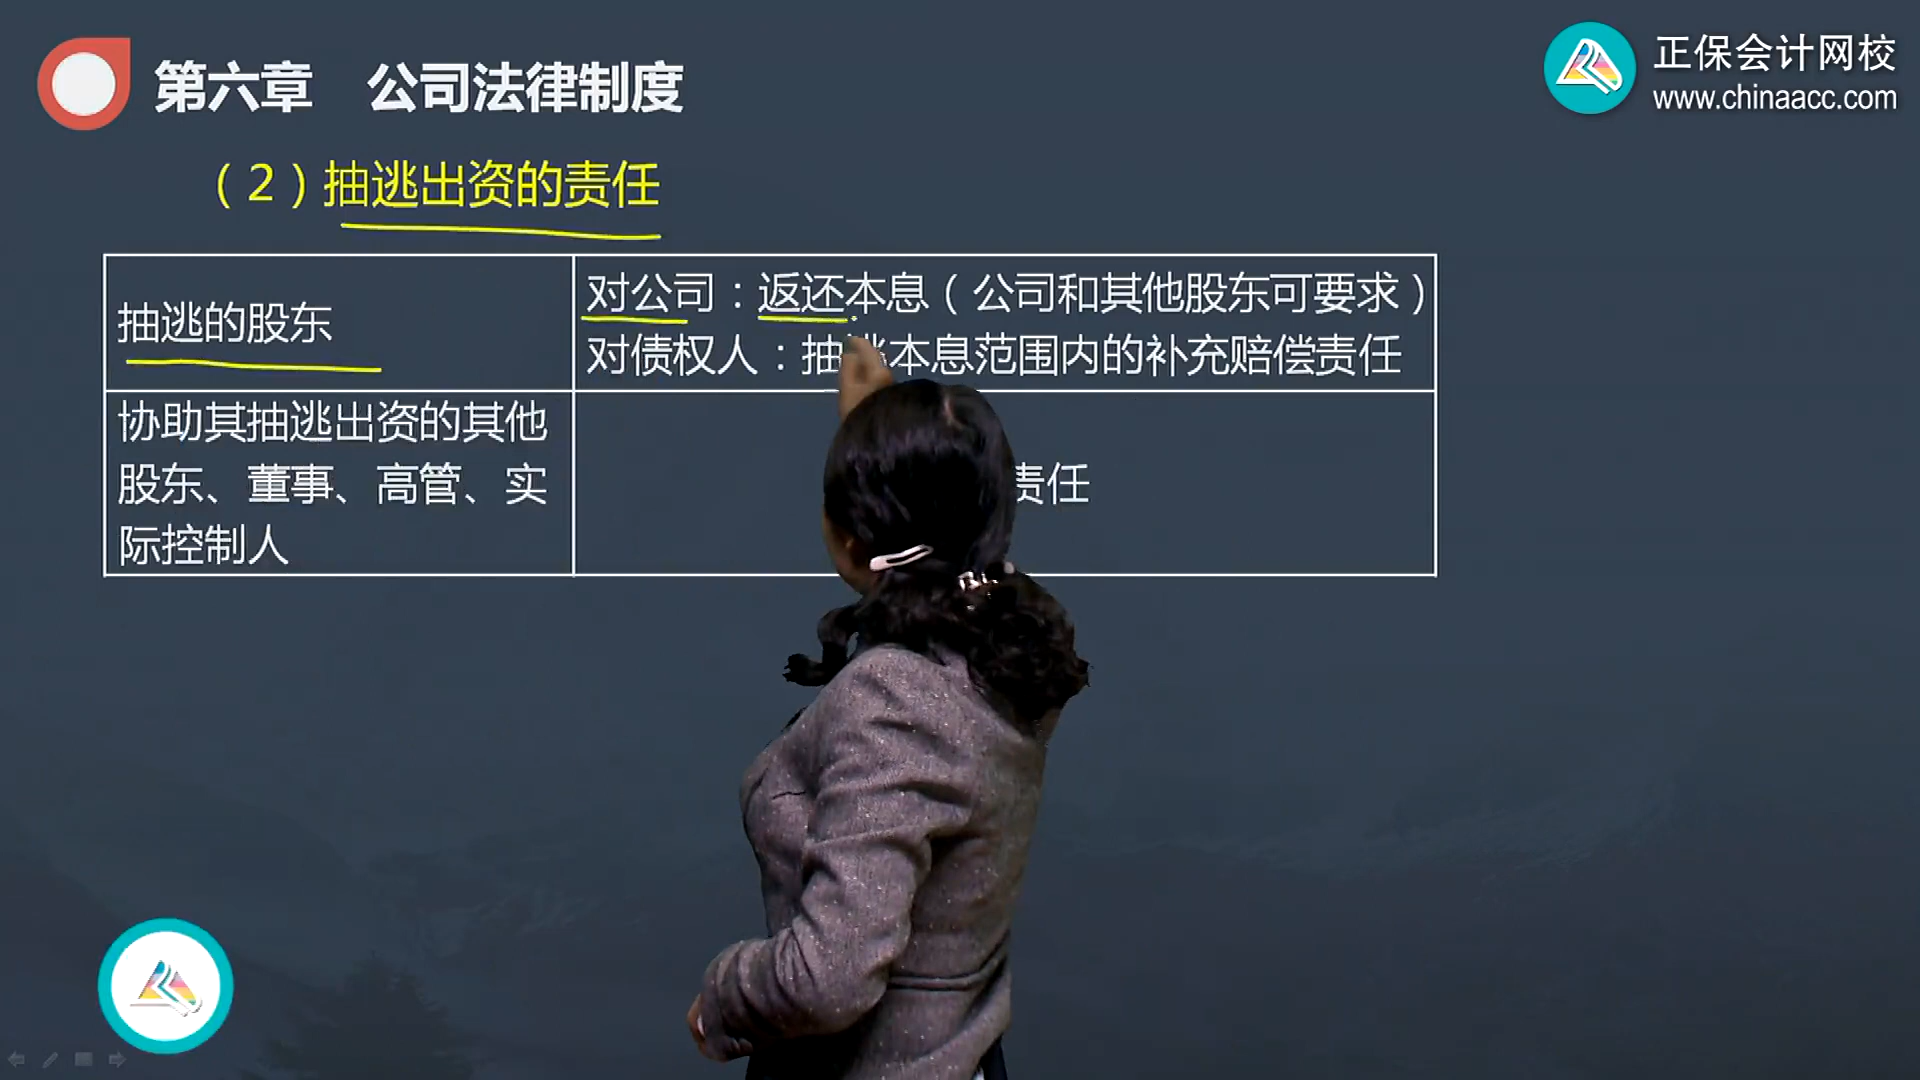 第六章 公司法律制度
正保会计网校
www.chinaacc.com
（2）抽逃出资的责任
抽逃的股东
对公司：返还本息（公司和其他股东可要求）
对债权人：抽逃本息范围内的补充赔偿责任
协助其抽逃出资的其他
股东、董事、高管、实
际控制人
责任